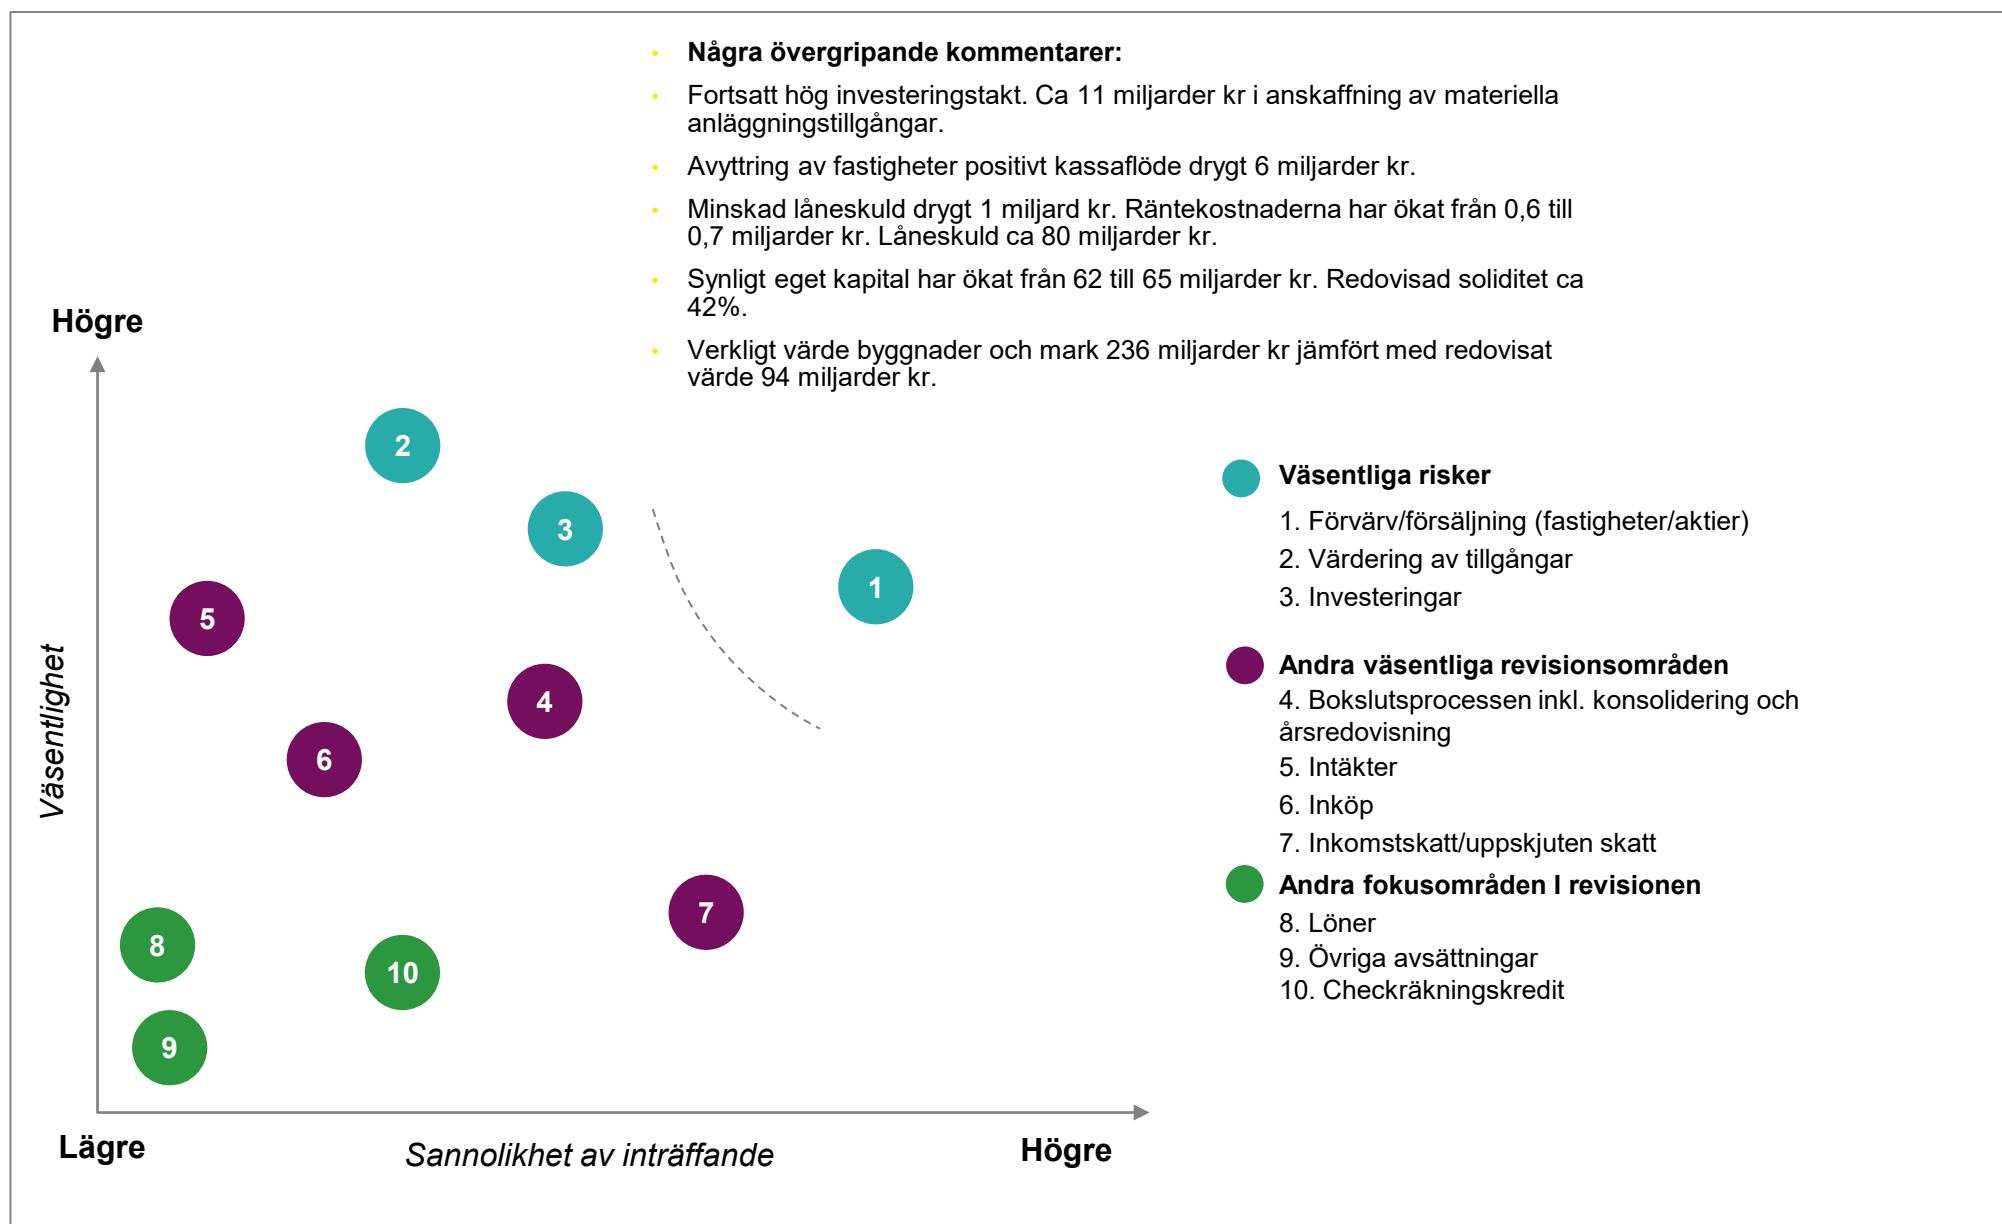 Några övergripande kommentarer:
Fortsatt hög investeringstakt. Ca 11 miljarder kr i anskaffning av materiella
anläggningstillgångar.
Avyttring av fastigheter positivt kassaflöde drygt 6 miljarder kr.
Minskad låneskuld drygt 1 miljard kr. Räntekostnaderna har ökat från 0,6 till
0,7 miljarder kr. Låneskuld ca 80 miljarder kr.
Synligt eget kapital har ökat från 62 till 65 miljarder kr. Redovisad soliditet ca
42%.
Verkligt värde byggnader och mark 236 miljarder kr jämfört med redovisat
värde 94 miljarder kr.
Högre
Väsentlighet
2
3
1
5
4
6
7
8
10
9
Lägre
Sannolikhet av inträffande
Högre
Väsentliga risker
1. Förvärv/försäljning (fastigheter/aktier)
2. Värdering av tillgångar
3. Investeringar
Andra väsentliga revisionsområden
4. Bokslutsprocessen inkl. konsolidering och
årsredovisning
5. Intäkter
6. Inköp
7. Inkomstskatt/uppskjuten skatt
Andra fokusområden I revisionen
8. Löner
9. Övriga avsättningar
10. Checkräkningskredit